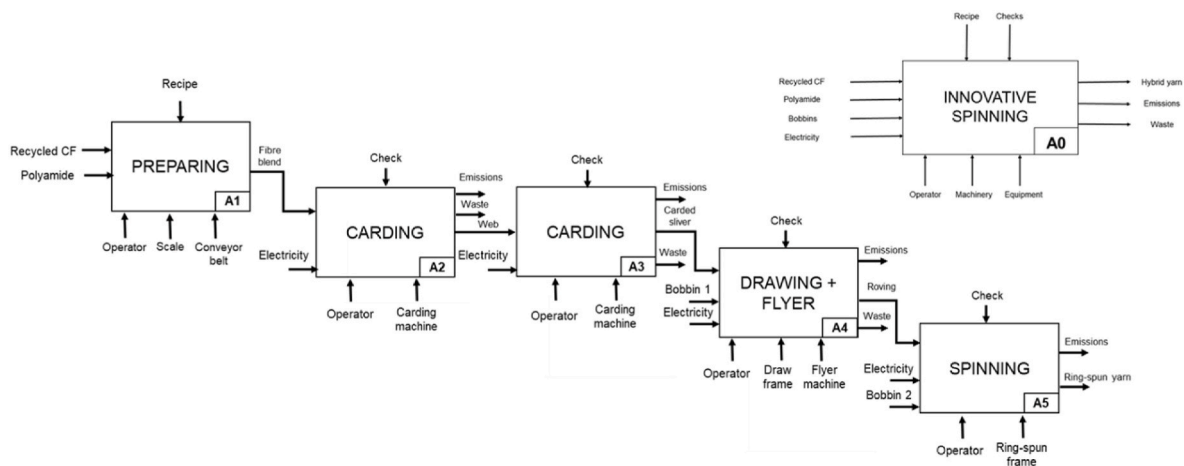 Recipe
Checks
Recycled CF
Polyamide
Bobbins
Electricity
INNOVATIVE
SPINNING
A0
Hybrid yarn
Emissions
Waste
Operator
Machinery
Equipment
Recipe
Recycled CF
Polyamide
PREPARING
A1
Fibre
blend
Operator
Scale
Conveyor
belt
Check
Electricity
CARDING
A2
Emissions
Waste
Web
Operator
Carding
machine
Check
Electricity
CARDING
A3
Emissions
Carded
sliver
Waste
Operator
Carding
machine
Check
Bobbin 1
Electricity
DRAWING +
FLYER
A4
Emissions
Roving
Waste
Operator
Draw
frame
Flyer
machine
Check
Electricity
Bobbin 2
SPINNING
A5
Emissions
Ring-spun yarn
Operator
Ring-spun
frame